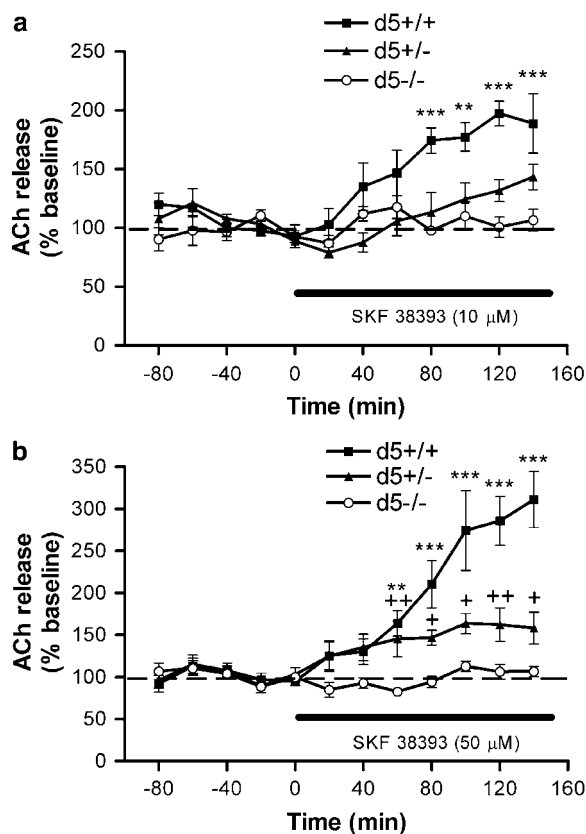 a
d5+/+
d5+/-
d5-/-
250
200
150
100
50
0
ACh release
(% baseline)
*** ** *** ***
SKF 38393 (10 μM)
-80 -40 0 40 80 120 160
Time (min)
b
d5+/+
d5+/-
d5-/-
350
300
250
200
150
100
50
0
ACh release
(% baseline)
** *** *** *** ***
++ + + ++ +
SKF 38393 (50 μM)
-80 -40 0 40 80 120 160
Time (min)